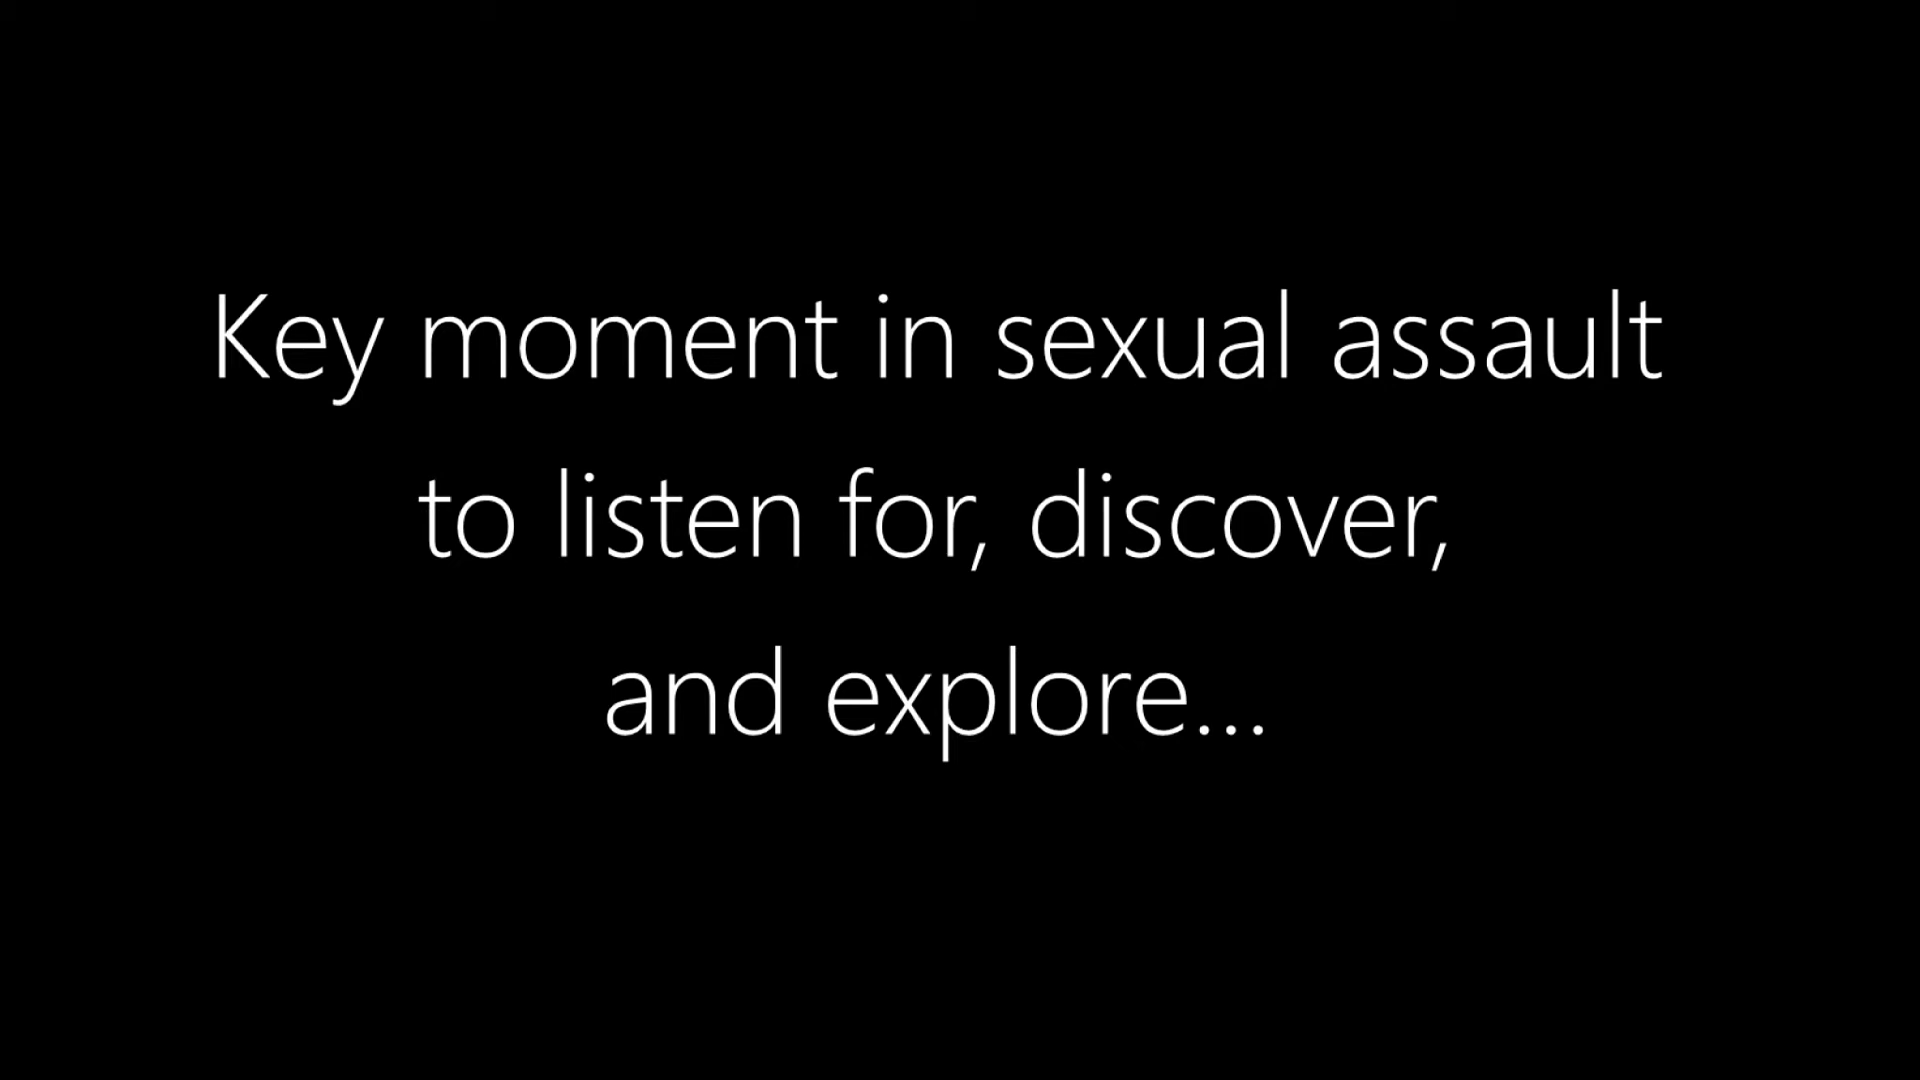 Key moment in sexual assault
to listen for, discover,
and explore...